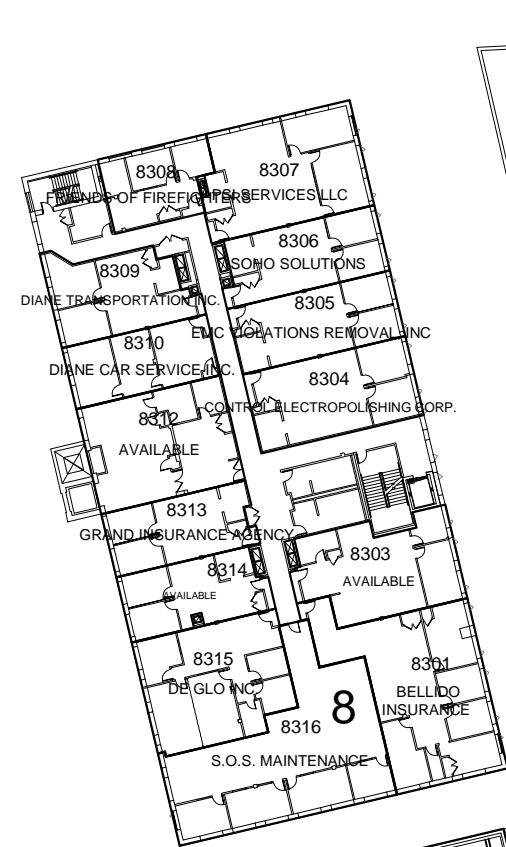 8308
FRIENDS OF FIREFIGHTERS
8307
PSI SERVICES LLC
8306
SOHO SOLUTIONS
8309
DIANE TRANSPORTATION INC.
8305
EMC VIOLATIONS REMOVAL INC
8310
DIANE CAR SERVICE INC.
8304
CONTROL ELECTROPOLISHING CORP.
8312
AVAILABLE
8313
GRAND INSURANCE AGENCY
8314
AVAILABLE
8303
AVAILABLE
8315
DE GLO INC
8301
BELLIDO
INSURANCE
8
8316
S.O.S. MAINTENANCE